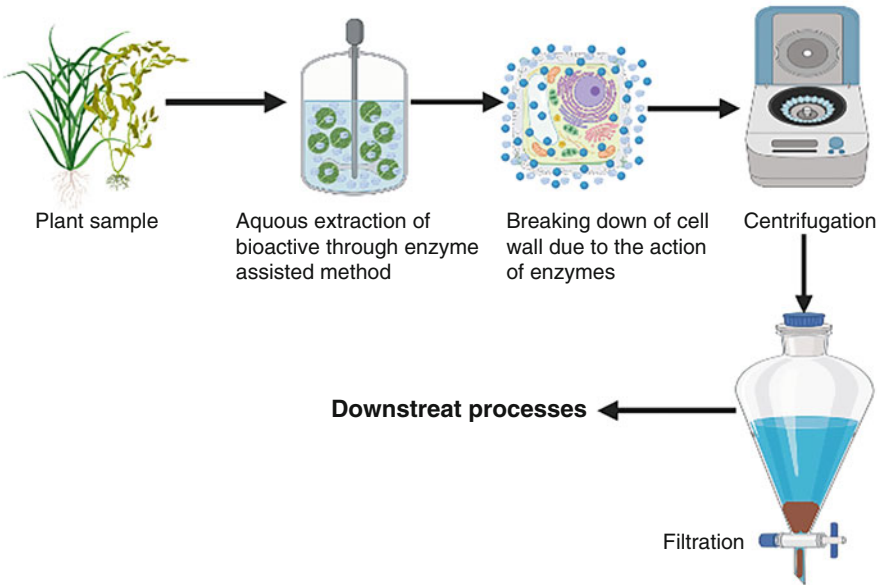 Plant sample
Aquous extraction of
bioactive through enzyme
assisted method
Breaking down of cell
wall due to the action
of enzymes
Centrifugation
Downstreat processes
Filtration